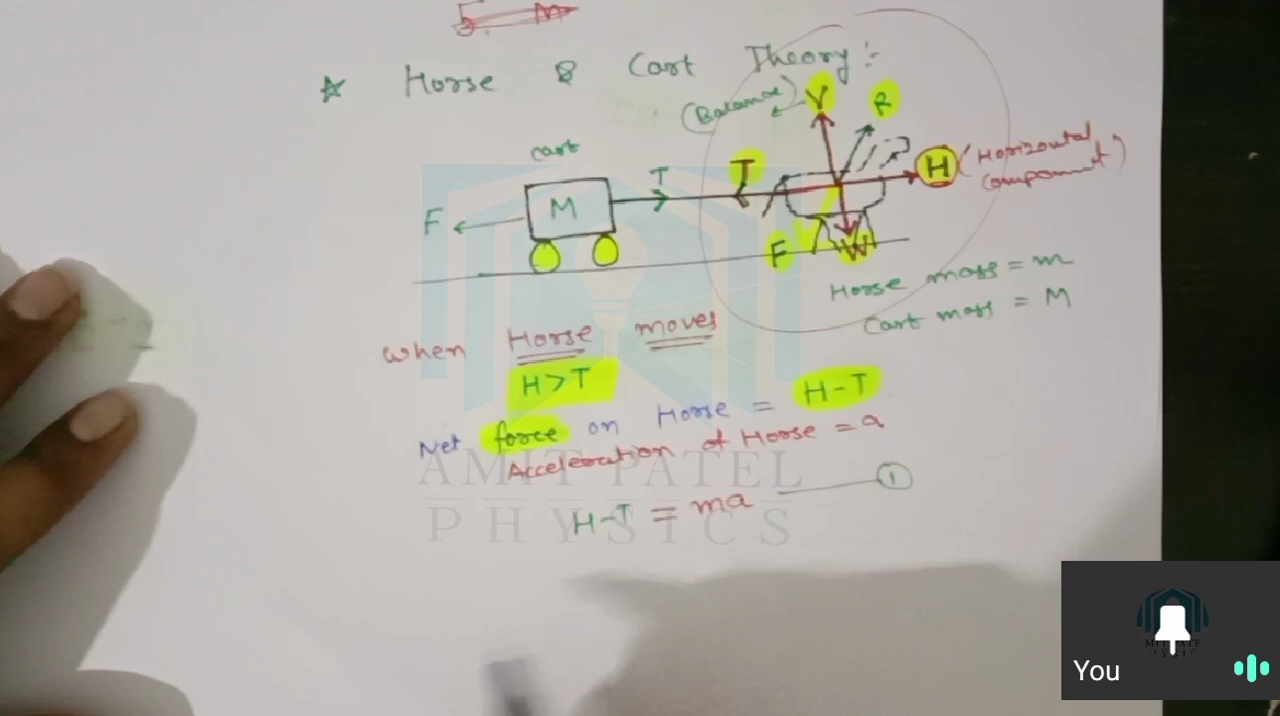 ☆ Horse & Cart Theory :-
(Balance)
V
R
cart
T
T
H (Horizontal Component)
F
M
F
W
Horse mass = m
Cart mass = M
When Horse moves
H > T
Net force on Horse = H - T
Acceleration of Horse = a
H - T = ma —— ①
AMIT PATEL
PHYSICS
You